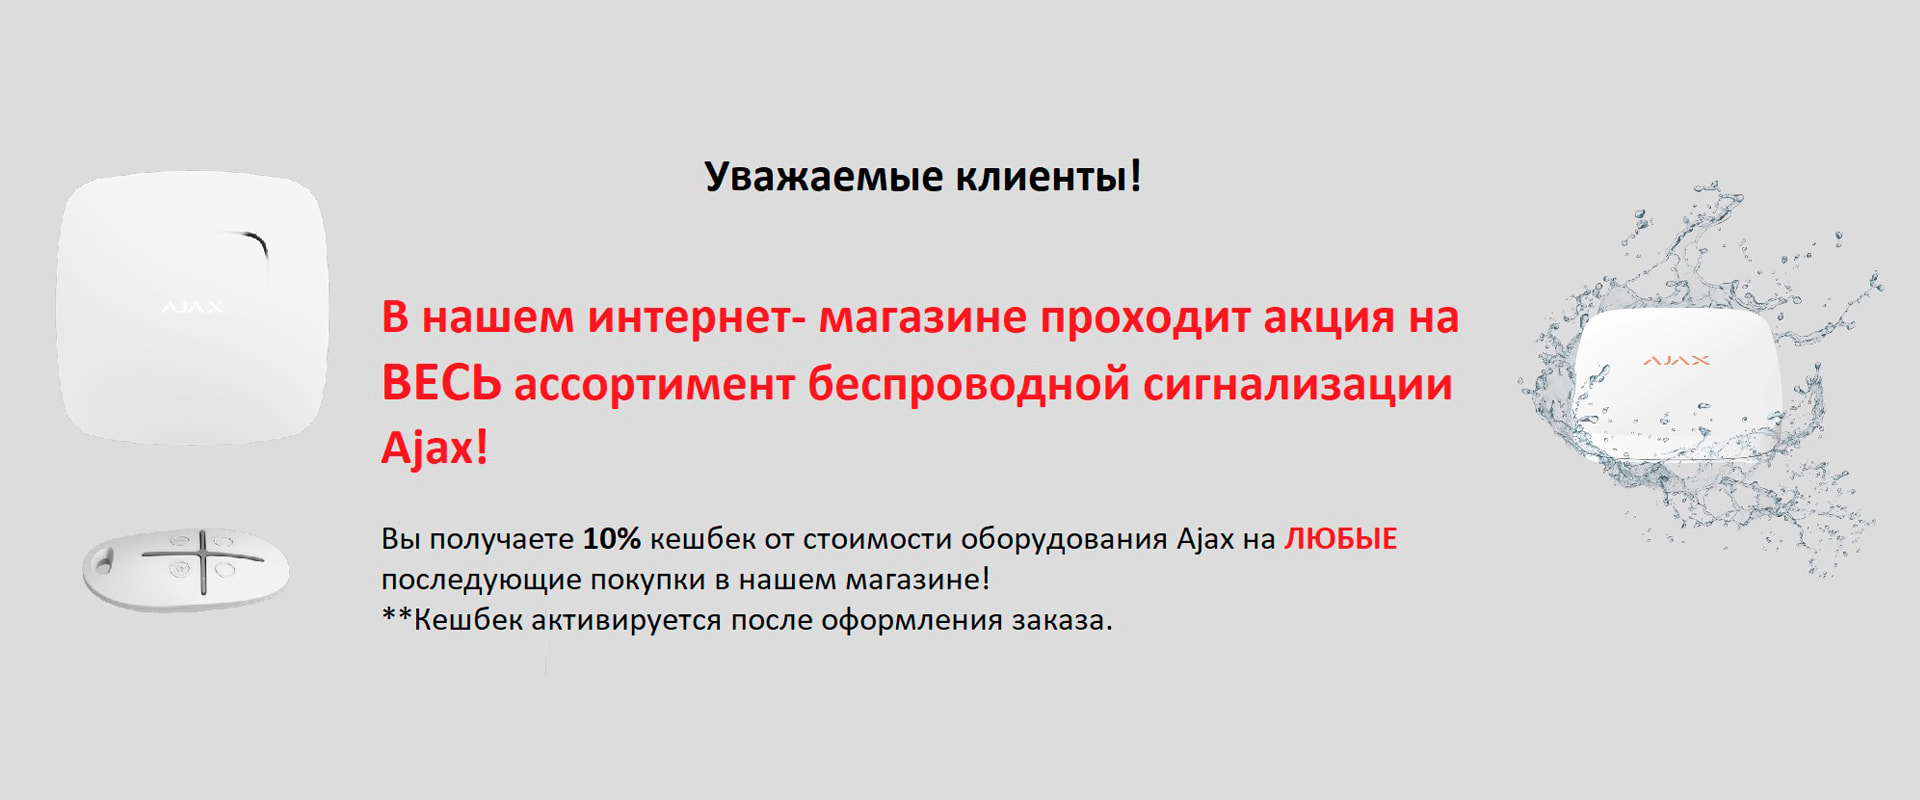 Уважаемые клиенты!
AJAX
В нашем интернет- магазине проходит акция на
ВЕСЬ ассортимент беспроводной сигнализации
Ajax!
AJAX
Вы получаете 10% кешбек от стоимости оборудования Ajax на ЛЮБЫЕ
последующие покупки в нашем магазине!
**Кешбек активируется после оформления заказа.